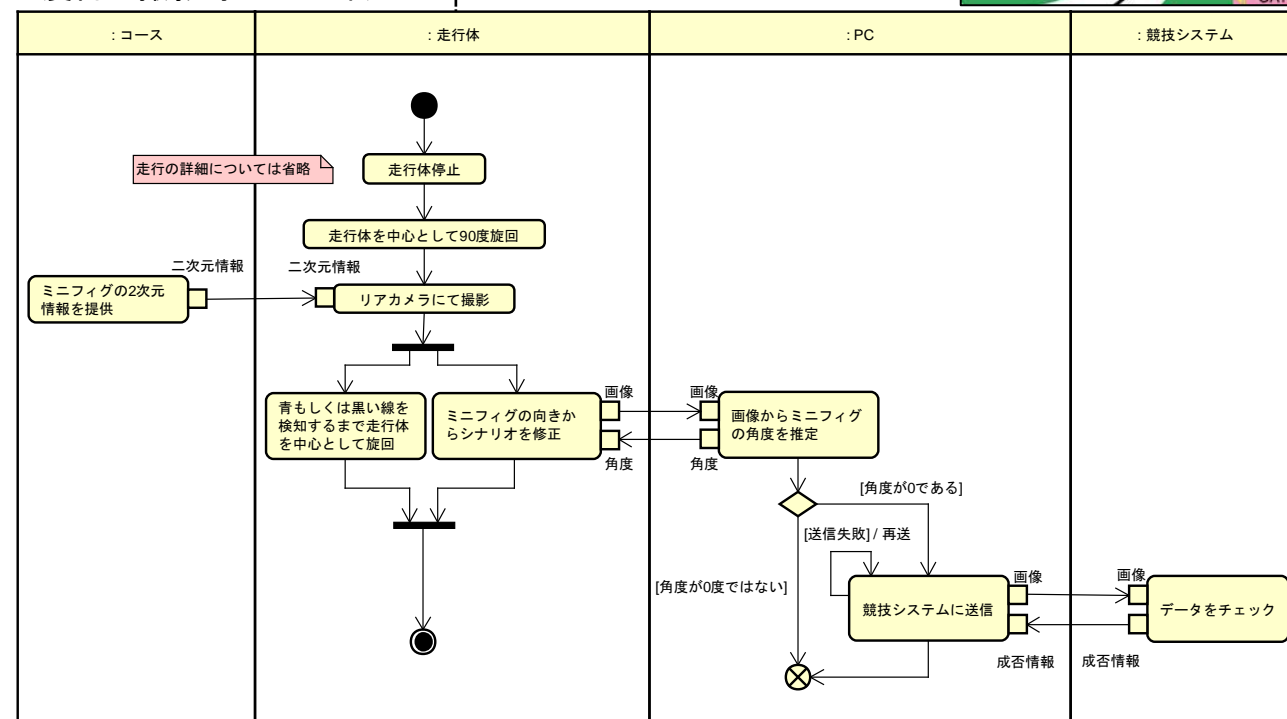 : コース
: 走行体
: PC
: 競技システム
走行の詳細については省略
走行体停止
走行体を中心として90度旋回
二次元情報
二次元情報
ミニフィグの2次元
情報を提供
リアカメラにて撮影
青もしくは黒い線を
検知するまで走行体
を中心として旋回
ミニフィグの向きか
らシナリオを修正
画像
角度
画像
角度
画像からミニフィグ
の角度を推定
[角度が0である]
[送信失敗] / 再送
[角度が0度ではない]
競技システムに送信
画像
成否情報
画像
成否情報
データをチェック